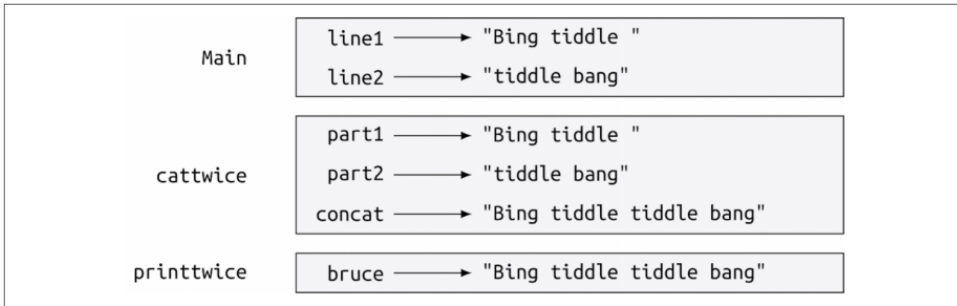 Main
line1 "Bing tiddle "
line2 "tiddle bang"
cattwice
part1 "Bing tiddle "
part2 "tiddle bang"
concat "Bing tiddle tiddle bang"
printtwice bruce "Bing tiddle tiddle bang"